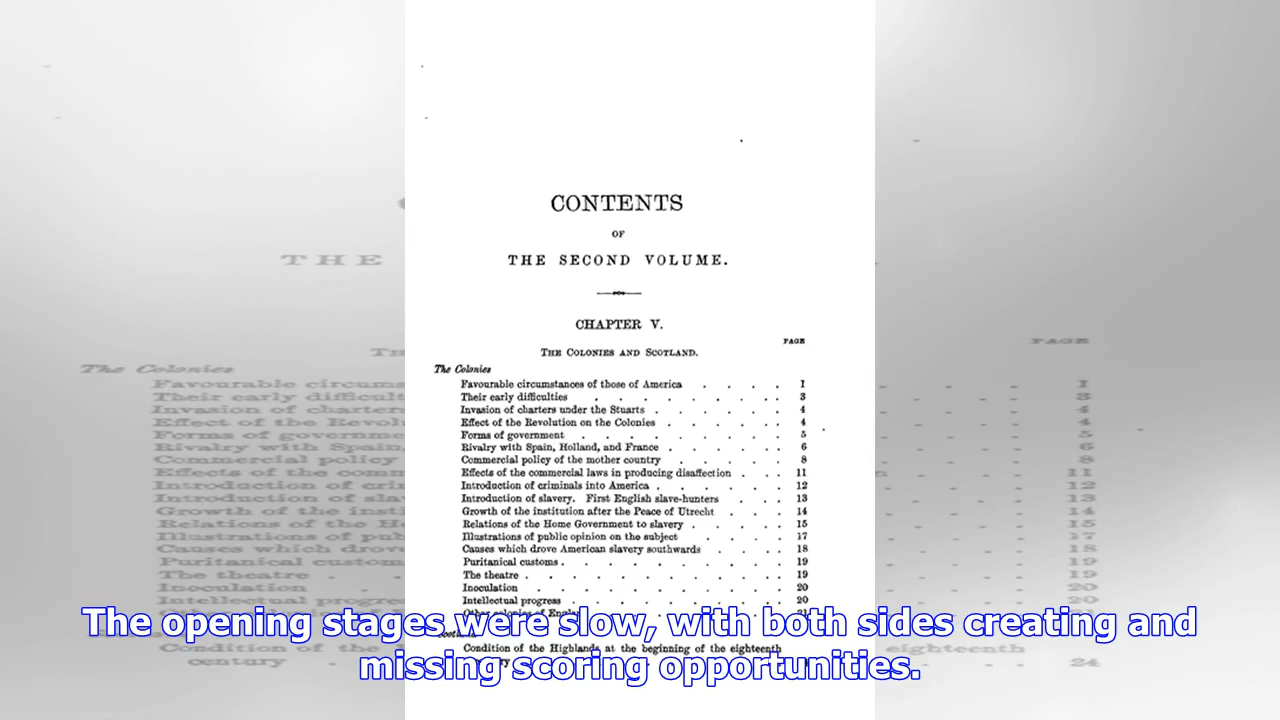 CONTENTS
OF
THE SECOND VOLUME.
CHAPTER V.
PAGE
THE COLONIES AND SCOTLAND.
The Colonies
Favourable circumstances of those of America . . . . 1
Their early difficulties . . . . . . . 3
Invasion of charters under the Stuarts . . . . . 4
Effect of the Revolution on the Colonies . . . . . 4
Forms of government . . . . . . . 5
Rivalry with Spain, Holland, and France . . . . 6
Commercial policy of the mother country . . . . 8
Effects of the commercial laws in producing disaffection . . . 11
Introduction of criminals into America . . . . . 12
Introduction of slavery. First English slave-hunters . . . 13
Growth of the institution after the Peace of Utrecht . . . 14
Relations of the Home Government to slavery . . . . 15
Illustrations of public opinion on the subject . . . . 17
Causes which drove American slavery southwards . . . . 18
Puritanical customs . . . . . . . . 19
The theatre . . . . . . . . 19
Inoculation . . . . . . . . 20
Intellectual progress . . . . . . . 20
Scotland
Condition of the Highlands at the beginning of the eighteenth
The opening stages were slow, with both sides creating and
missing scoring opportunities.